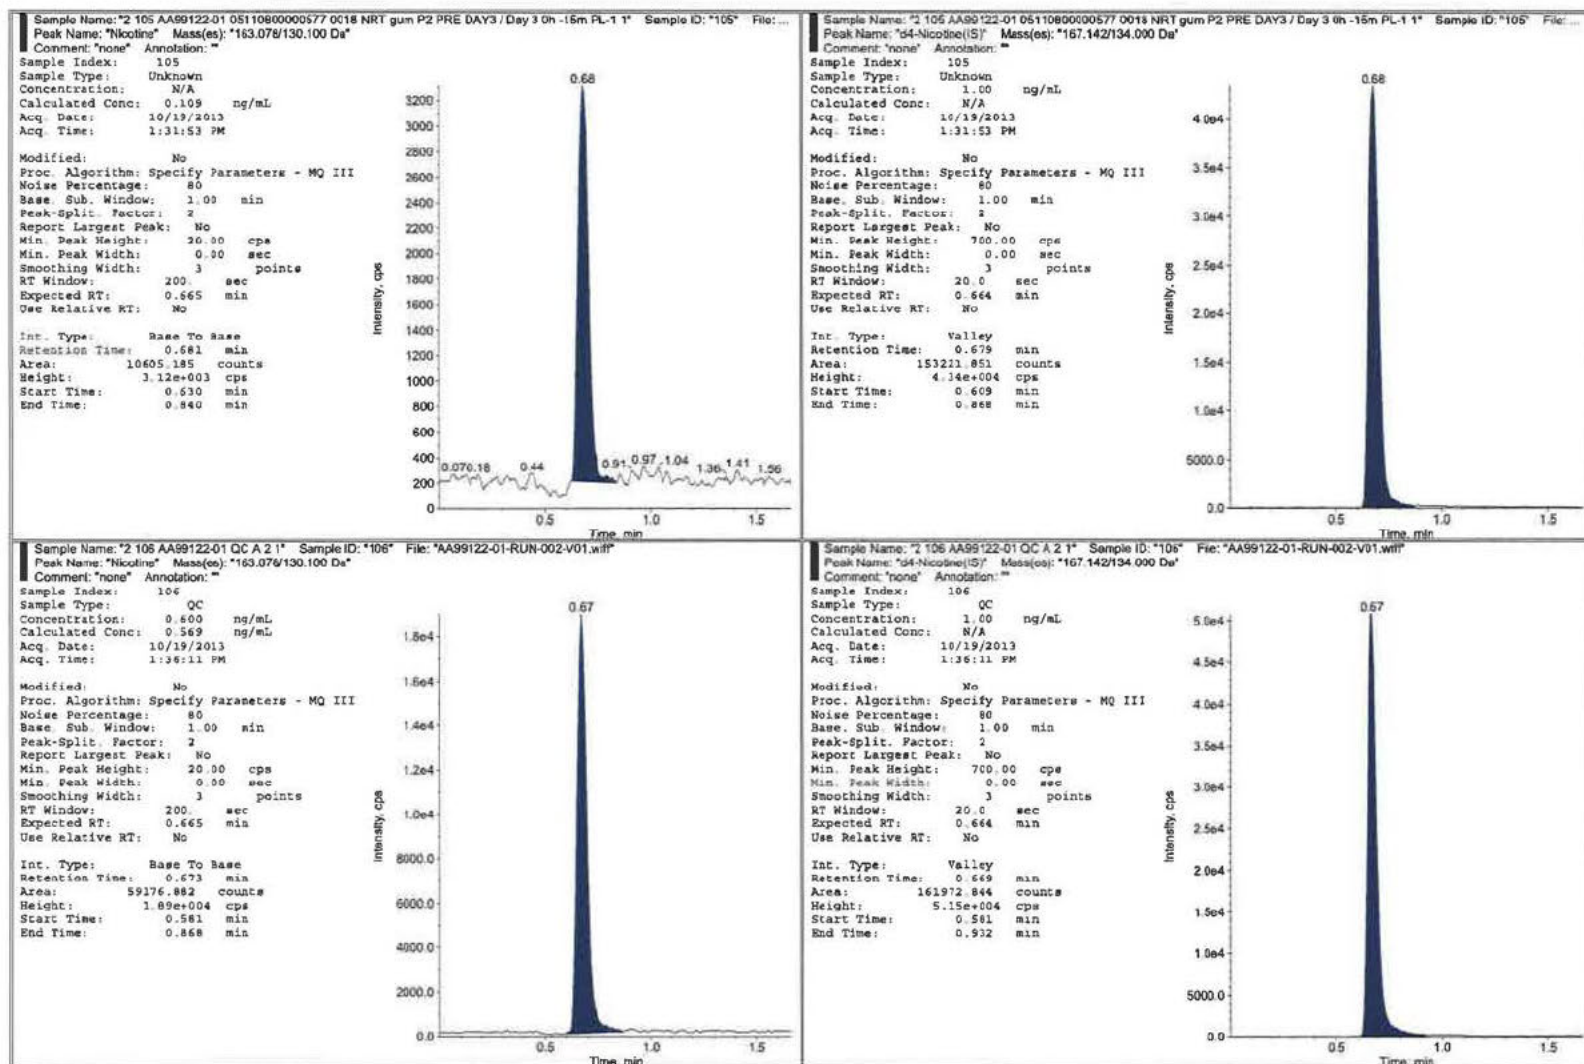 Sample Name: "2 105 AA99122-01 05110800000577 0018 NRT gum P2 PRE DAY3 / Day 3 0h -15m PL-1 1" Sample ID: "105" File: ...
Peak Name: "Nicotine" Mass(es): "163.078/130.100 Da"
Comment: "none" Annotation: ""
Sample Index: 105
Sample Type: Unknown
Concentration: N/A
Calculated Conc: 0.109 ng/mL
Acq. Date: 10/19/2013
Acq. Time: 1:31:53 PM
Modified: No
Proc. Algorithm: Specify Parameters - MQ III
Noise Percentage: 80
Base. Sub. Window: 1.00 min
Peak-Split. Factor: 2
Report Largest Peak: No
Min. Peak Height: 20.00 cps
Min. Peak Width: 0.00 sec
Smoothing Width: 3 points
RT Window: 200. sec
Expected RT: 0.665 min
Use Relative RT: No
Int. Type: Base To Base
Retention Time: 0.681 min
Area: 10605.185 counts
Height: 3.12e+003 cps
Start Time: 0.630 min
End Time: 0.840 min
0.68
3200
3000
2800
2600
2400
2200
2000
1800
1600
1400
1200
1000
800
600
400
200
0
Intensity, cps
0.07 0.18 0.44 0.91 0.97 1.04 1.36 1.41 1.56
0.5 1.0 1.5
Time, min
Sample Name: "2 105 AA99122-01 05110800000577 0018 NRT gum P2 PRE DAY3 / Day 3 0h -15m PL-1 1" Sample ID: "105" File: ...
Peak Name: "d4-Nicotine(IS)" Mass(es): "167.142/134.000 Da"
Comment: "none" Annotation: ""
Sample Index: 105
Sample Type: Unknown
Concentration: 1.00 ng/mL
Calculated Conc: N/A
Acq. Date: 10/19/2013
Acq. Time: 1:31:53 PM
Modified: No
Proc. Algorithm: Specify Parameters - MQ III
Noise Percentage: 80
Base. Sub. Window: 1.00 min
Peak-Split. Factor: 2
Report Largest Peak: No
Min. Peak Height: 700.00 cps
Min. Peak Width: 0.00 sec
Smoothing Width: 3 points
RT Window: 20.0 sec
Expected RT: 0.664 min
Use Relative RT: No
Int. Type: Valley
Retention Time: 0.679 min
Area: 153221.851 counts
Height: 4.34e+004 cps
Start Time: 0.609 min
End Time: 0.868 min
0.68
4.0e4
3.5e4
3.0e4
2.5e4
2.0e4
1.5e4
1.0e4
5000.0
0.0
Intensity, cps
0.5 1.0 1.5
Time, min
Sample Name: "2 106 AA99122-01 QC A 2 1" Sample ID: "106" File: "AA99122-01-RUN-002-V01.wiff"
Peak Name: "Nicotine" Mass(es): "163.078/130.100 Da"
Comment: "none" Annotation: ""
Sample Index: 106
Sample Type: QC
Concentration: 0.600 ng/mL
Calculated Conc: 0.569 ng/mL
Acq. Date: 10/19/2013
Acq. Time: 1:36:11 PM
Modified: No
Proc. Algorithm: Specify Parameters - MQ III
Noise Percentage: 80
Base. Sub. Window: 1.00 min
Peak-Split. Factor: 2
Report Largest Peak: No
Min. Peak Height: 20.00 cps
Min. Peak Width: 0.00 sec
Smoothing Width: 3 points
RT Window: 200. sec
Expected RT: 0.665 min
Use Relative RT: No
Int. Type: Base To Base
Retention Time: 0.673 min
Area: 59176.882 counts
Height: 1.89e+004 cps
Start Time: 0.581 min
End Time: 0.868 min
0.67
1.8e4
1.6e4
1.4e4
1.2e4
1.0e4
8000.0
6000.0
4000.0
2000.0
0.0
Intensity, cps
0.5 1.0 1.5
Time, min
Sample Name: "2 106 AA99122-01 QC A 2 1" Sample ID: "106" File: "AA99122-01-RUN-002-V01.wiff"
Peak Name: "d4-Nicotine(IS)" Mass(es): "167.142/134.000 Da"
Comment: "none" Annotation: ""
Sample Index: 106
Sample Type: QC
Concentration: 1.00 ng/mL
Calculated Conc: N/A
Acq. Date: 10/19/2013
Acq. Time: 1:36:11 PM
Modified: No
Proc. Algorithm: Specify Parameters - MQ III
Noise Percentage: 80
Base. Sub. Window: 1.00 min
Peak-Split. Factor: 2
Report Largest Peak: No
Min. Peak Height: 700.00 cps
Min. Peak Width: 0.00 sec
Smoothing Width: 3 points
RT Window: 20.0 sec
Expected RT: 0.664 min
Use Relative RT: No
Int. Type: Valley
Retention Time: 0.669 min
Area: 161972.844 counts
Height: 5.15e+004 cps
Start Time: 0.581 min
End Time: 0.932 min
0.67
5.0e4
4.5e4
4.0e4
3.5e4
3.0e4
2.5e4
2.0e4
1.5e4
1.0e4
5000.0
0.0
Intensity, cps
0.5 1.0 1.5
Time, min